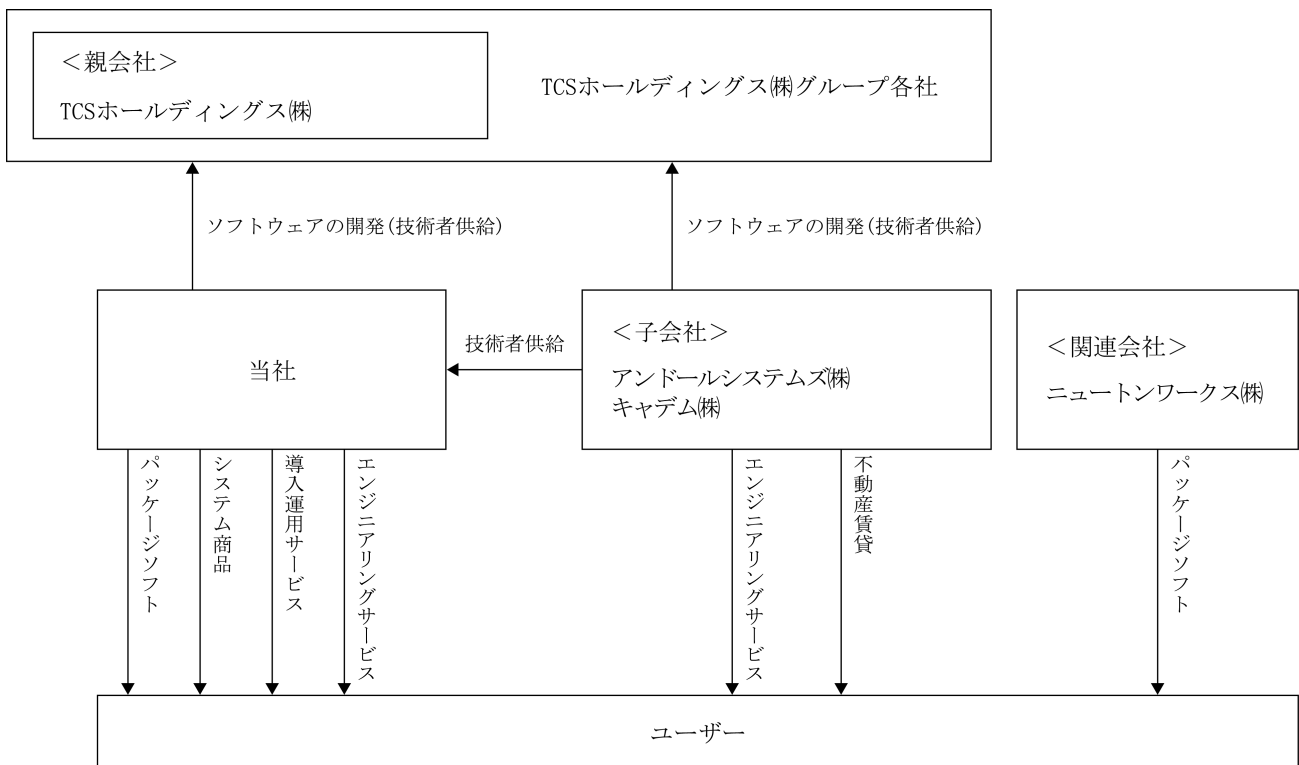 ＜親会社＞
TCSホールディングス㈱
TCSホールディングス㈱グループ各社
ソフトウェアの開発(技術者供給)
ソフトウェアの開発(技術者供給)
当社
技術者供給
＜子会社＞
アンドールシステムズ㈱
キャデム㈱
＜関連会社＞
ニュートンワークス㈱
パッケージソフト
システム商品
導入運用サービス
エンジニアリングサービス
エンジニアリングサービス
不動産賃貸
パッケージソフト
ユーザー